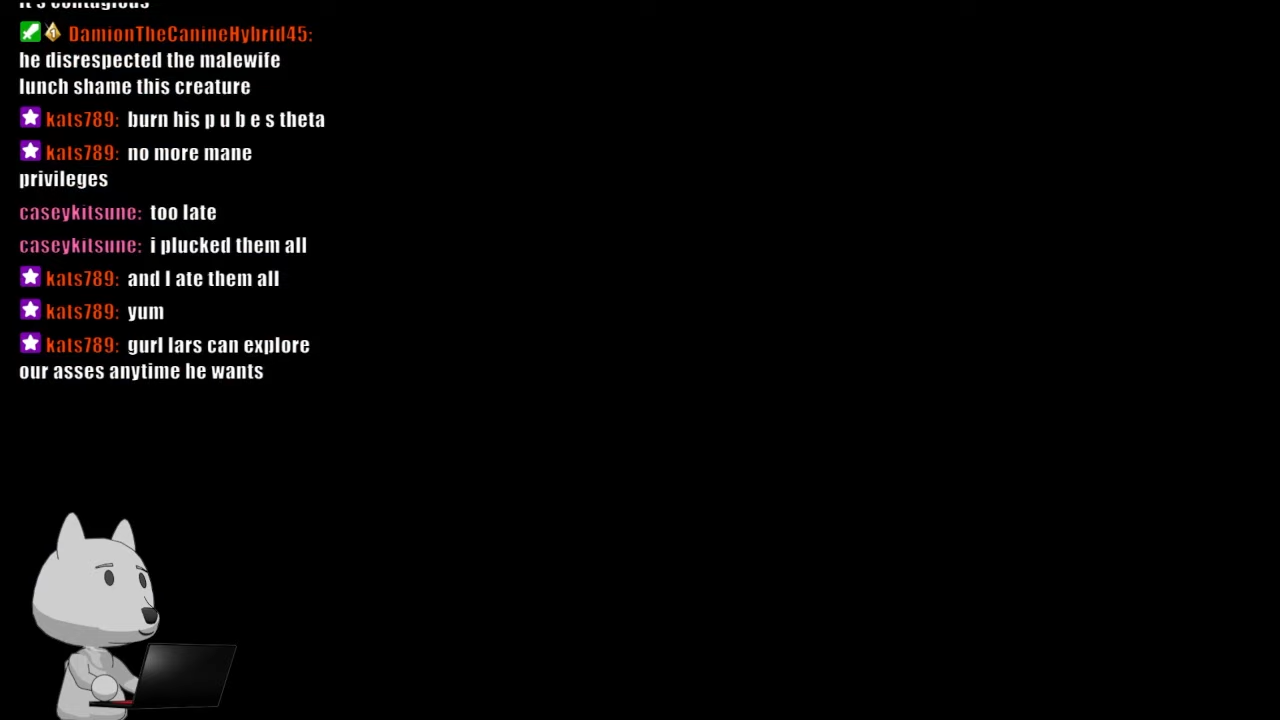 it's contagious
DamionTheCanineHybrid45:
he disrespected the malewife
lunch shame this creature
kats789: burn his p u b e s theta
kats789: no more mane
privileges
caseykitsune: too late
caseykitsune: i plucked them all
kats789: and I ate them all
kats789: yum
kats789: gurl lars can explore
our asses anytime he wants